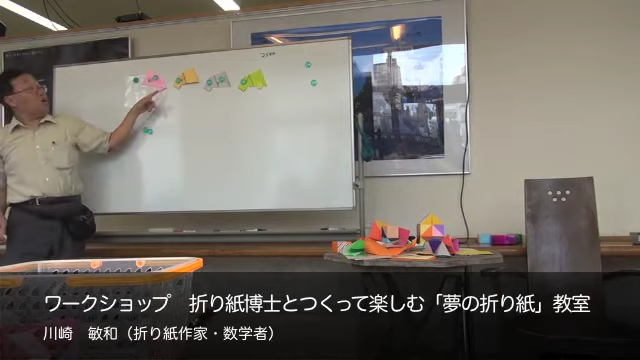 ワークショップ　折り紙博士とつくって楽しむ「夢の折り紙」教室
川崎　敏和（折り紙作家・数学者）